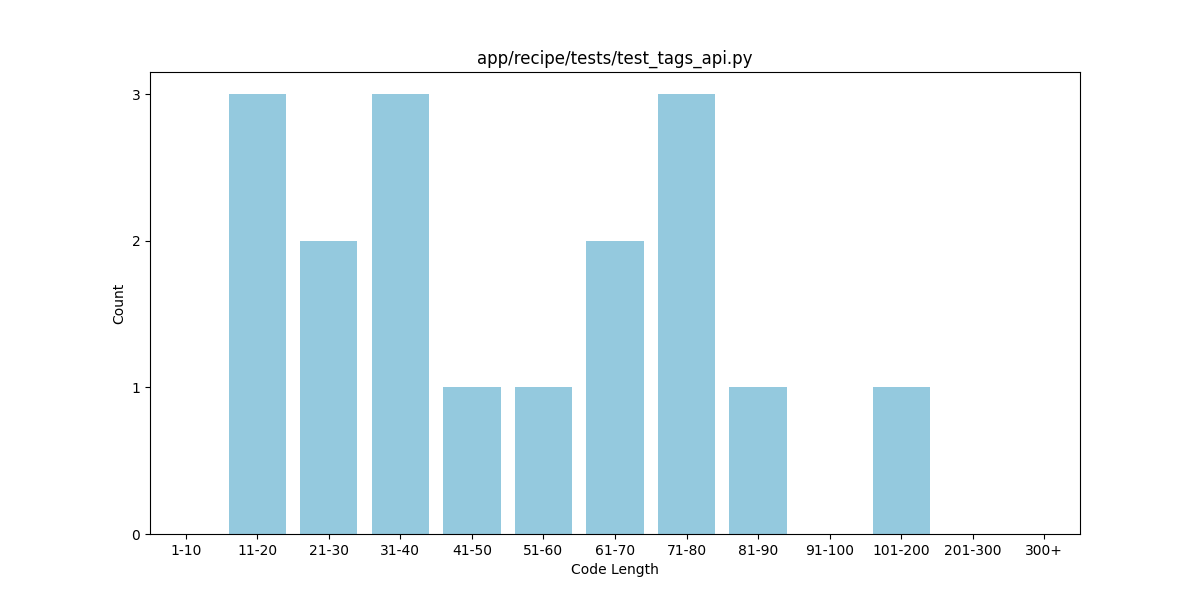 app/recipe/tests/test_tags_api.py
Count
3
2
1
0
1-10 11-20 21-30 31-40 41-50 51-60 61-70 71-80 81-90 91-100 101-200 201-300 300+
Code Length